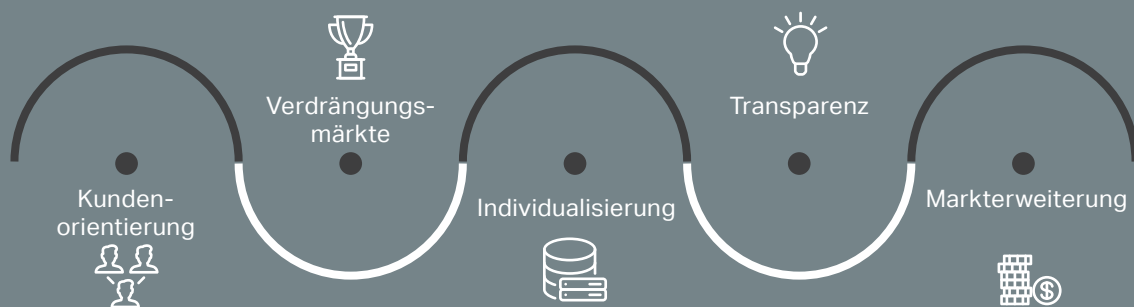 Kunden-
orientierung
Verdrängungs-
märkte
Individualisierung
Transparenz
Markterweiterung
$